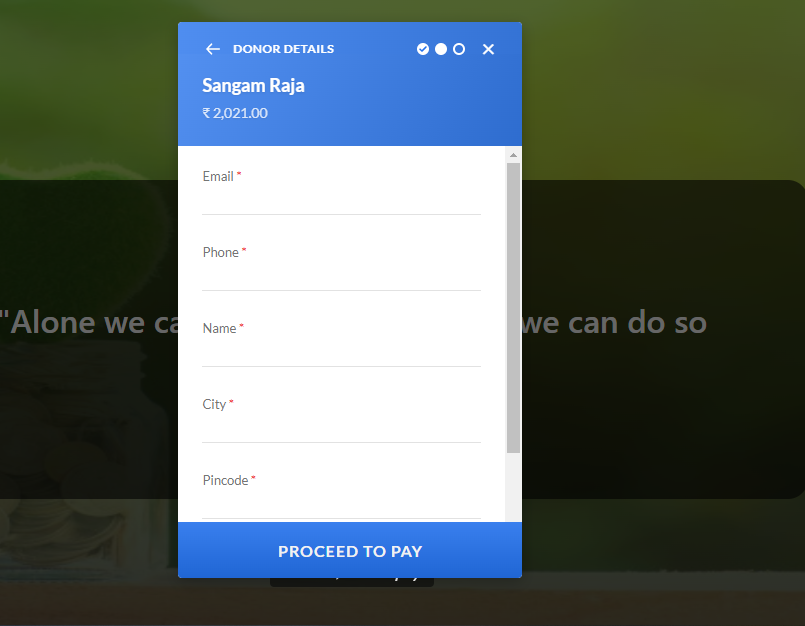 DONOR DETAILS
Sangam Raja
₹ 2,021.00
Email *
Phone *
"Alone we
we can do so
Name *
City *
Pincode *
PROCEED TO PAY